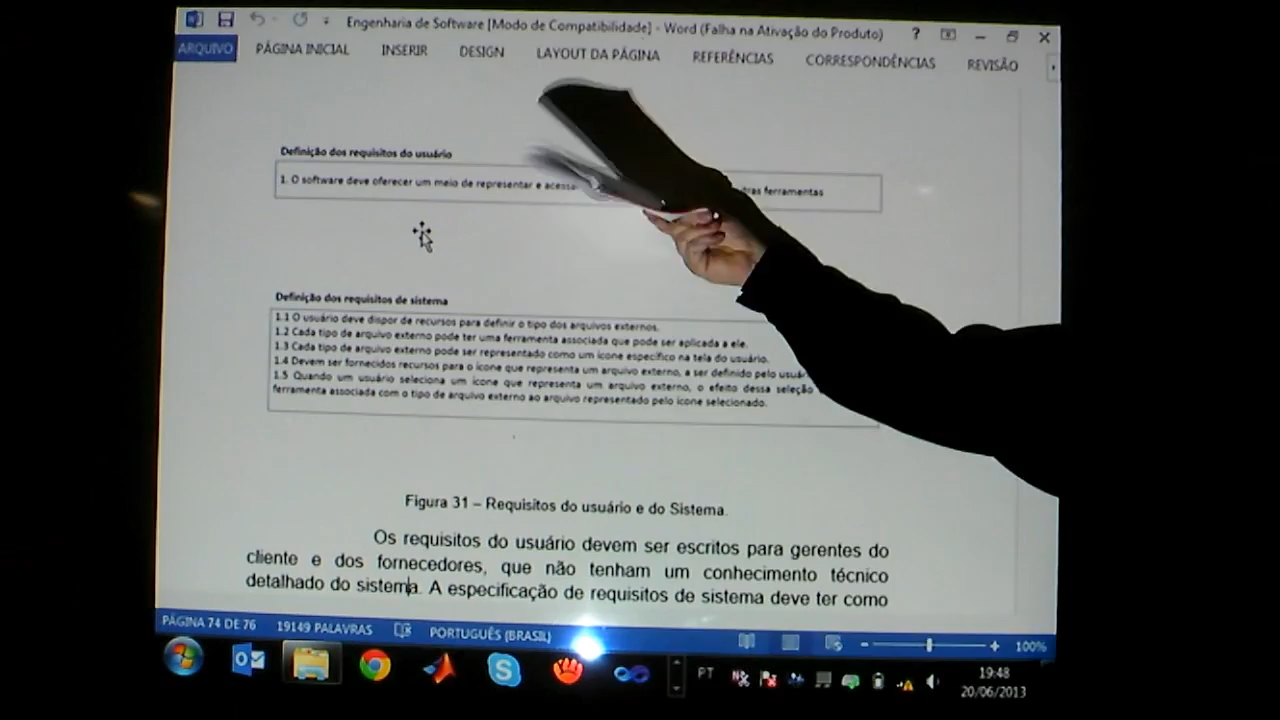 Engenharia de Software [Modo de Compatibilidade] - Word (Falha na Ativação do Produto)
ARQUIVO PÁGINA INICIAL INSERIR DESIGN LAYOUT DA PÁGINA REFERÊNCIAS CORRESPONDÊNCIAS REVISÃO
Definição dos requisitos do usuário
1. O software deve oferecer um meio de representar e ferramentas
Definição dos requisitos de sistema
1.1 O usuário deve dispor de recursos para definir o tipo dos arquivos externos.
1.2 Cada tipo de arquivo externo pode ter uma ferramenta associada que pode ser aplicada a ele.
1.3 Cada tipo de arquivo externo pode ser representado como um ícone específico na tela do usuário.
1.4 Devem ser fornecidos recursos para o ícone que representa um arquivo externo, a ser definido pelo
1.5 Quando um usuário seleciona um ícone que representa um arquivo externo, o efeito dessa seleção
ferramenta associada com o tipo de arquivo externo ao arquivo representado pelo ícone selecionado.
Figura 31 – Requisitos do usuário e do Sistema.
Os requisitos do usuário devem ser escritos para gerentes do
cliente e dos fornecedores, que não tenham um conhecimento técnico
detalhado do sistema. A especificação de requisitos de sistema deve ter como
PÁGINA 74 DE 76 19149 PALAVRAS PORTUGUÊS (BRASIL) 100%
PT 19:48
20/06/2013